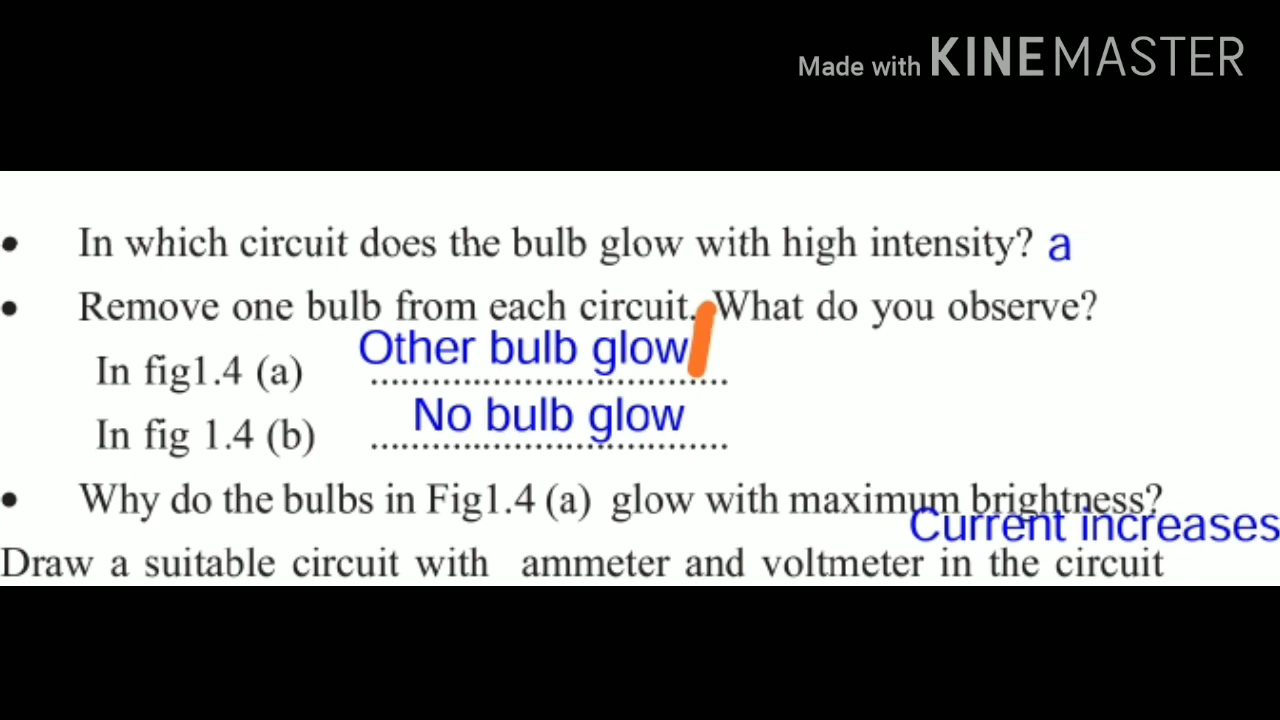 Made with KINEMASTER
• In which circuit does the bulb glow with high intensity? a
• Remove one bulb from each circuit. What do you observe?
Other bulb glow
In fig1.4 (a) ....................................
No bulb glow
In fig 1.4 (b) ....................................
• Why do the bulbs in Fig1.4 (a) glow with maximum brightness?
Current increases
Draw a suitable circuit with ammeter and voltmeter in the circuit